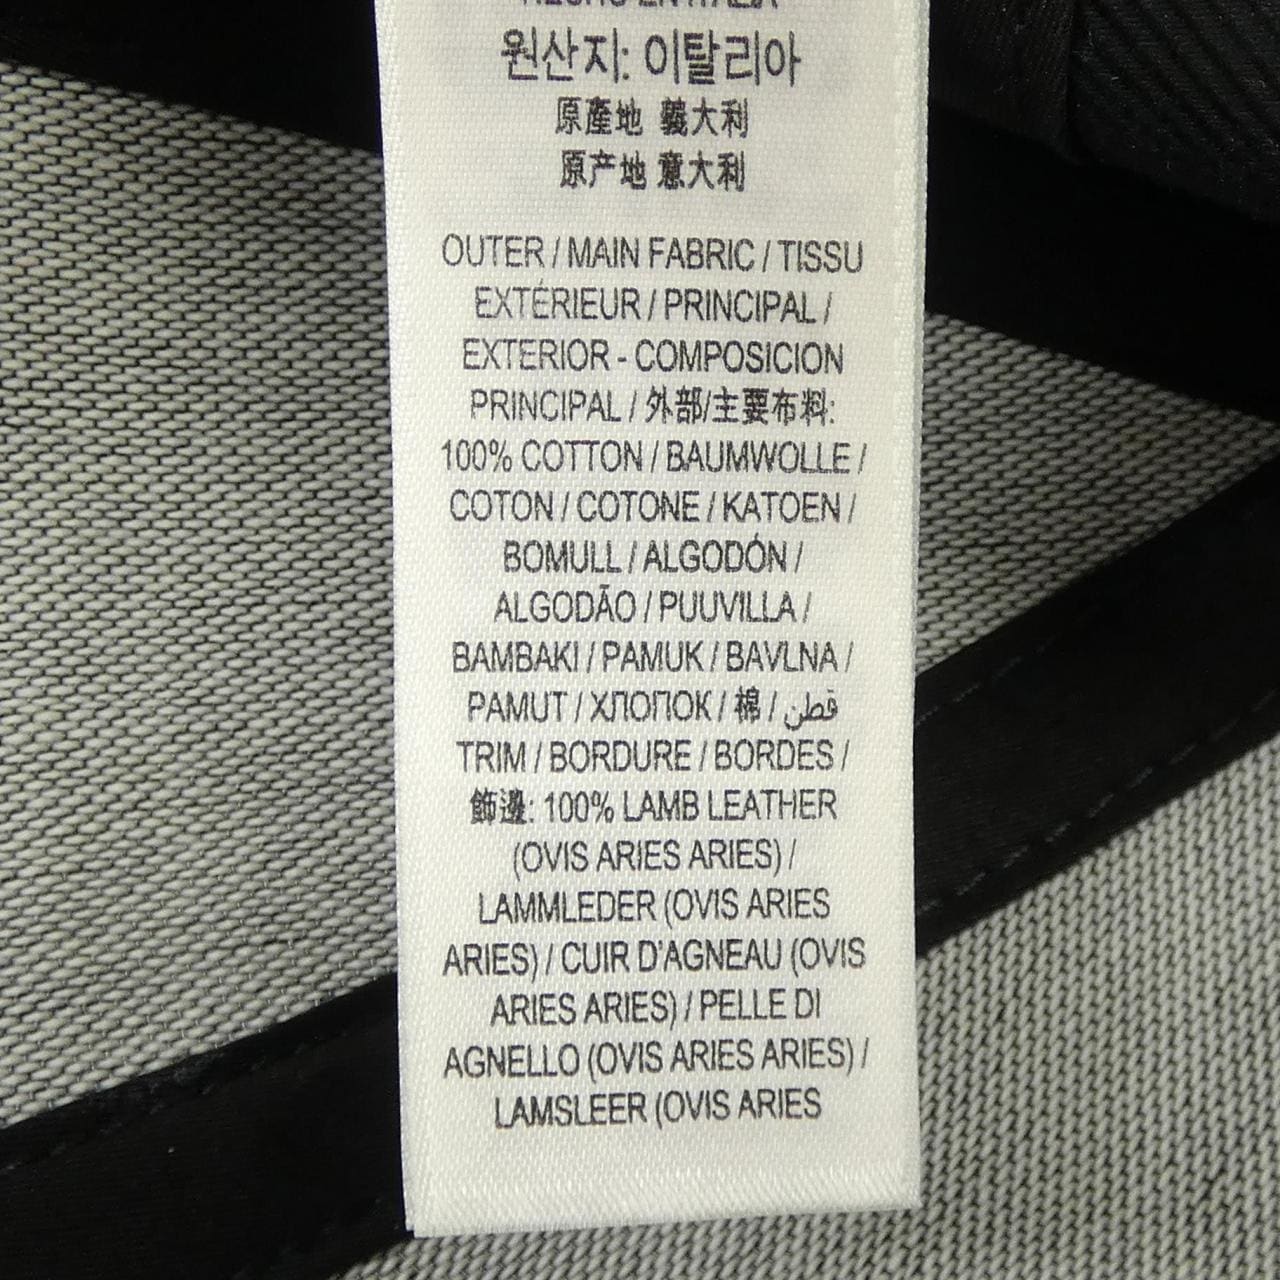 HECHO EN ITALIA
원산지: 이탈리아
原產地 義大利
原产地 意大利
OUTER / MAIN FABRIC / TISSU
EXTÉRIEUR / PRINCIPAL /
EXTERIOR - COMPOSICION
PRINCIPAL / 外部/主要布料:
100% COTTON / BAUMWOLLE /
COTON / COTONE / KATOEN /
BOMULL / ALGODÓN /
ALGODÃO / PUUVILLA /
BAMBAKI / PAMUK / BAVLNA /
PAMUT / ХЛОПОК / 棉 / قطن
TRIM / BORDURE / BORDES /
飾邊: 100% LAMB LEATHER
(OVIS ARIES ARIES) /
LAMMLEDER (OVIS ARIES
ARIES) / CUIR D'AGNEAU (OVIS
ARIES ARIES) / PELLE DI
AGNELLO (OVIS ARIES ARIES) /
LAMSLEER (OVIS ARIES